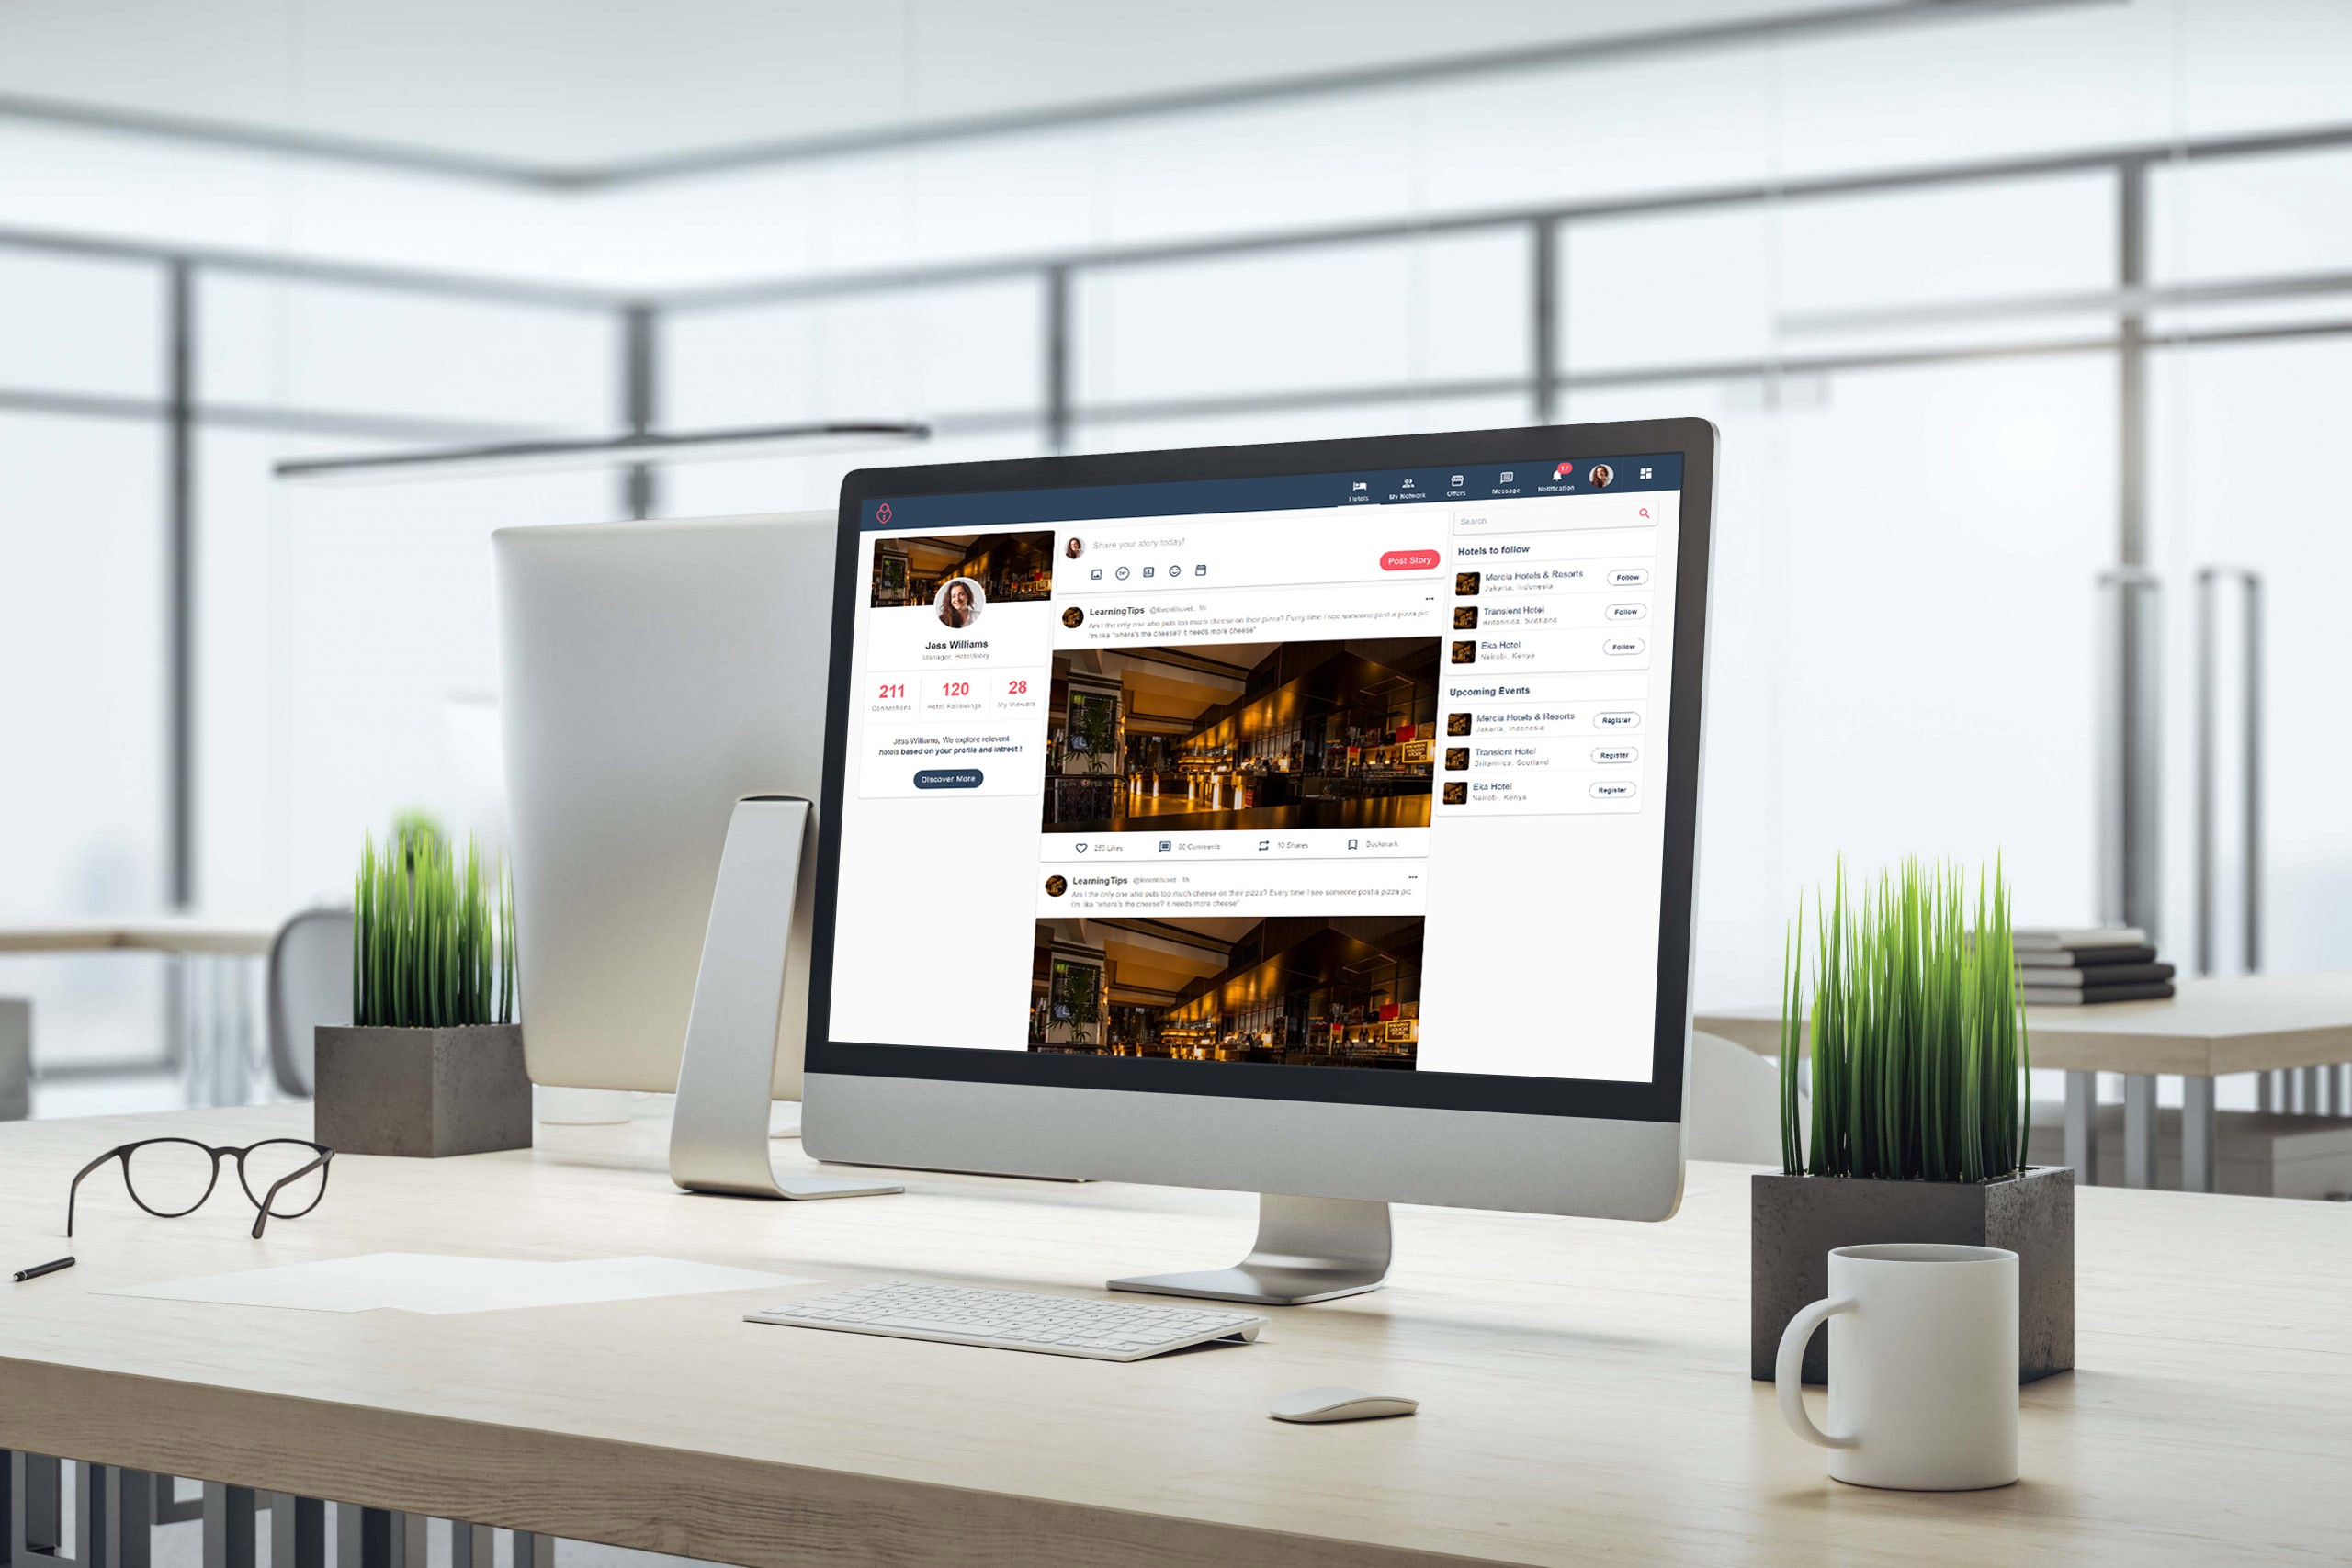 Hotels
My Network
Offers
Message
Notification
17
Jess Williams
Manager, HotelStory
211
Connections
120
Hotel Followings
28
My Viewers
Jess Williams, We explore relevent
hotels based on your profile and intrest !
Discover More
Share your story today!
GIF
Post Story
LearningTips 1h
Am I the only one who puts too much cheese on their pizza? Every time I see someone post a pizza pic
I'm like "where's the cheese? it needs more cheese"
250 Likes
Comments
10 Shares
Bookmark
LearningTips 1h
Am I the only one who puts too much cheese on their pizza? Every time I see someone post a pizza pic
I'm like "where's the cheese? it needs more cheese"
Search
Hotels to follow
Mercia Hotels & Resorts
Jakarta, Indonesia
Follow
Transient Hotel
Britannica, Scotland
Follow
Eka Hotel
Nairobi, Kenya
Follow
Upcoming Events
Mercia Hotels & Resorts
Jakarta, Indonesia
Register
Transient Hotel
Britannica, Scotland
Register
Eka Hotel
Nairobi, Kenya
Register